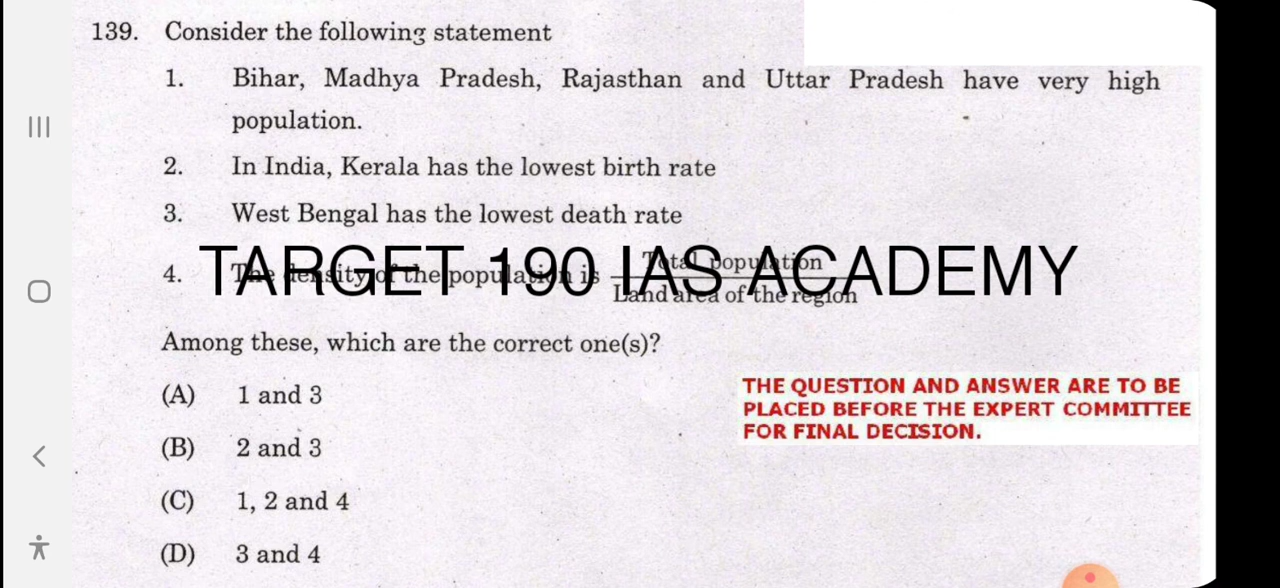 139. Consider the following statement
1. Bihar, Madhya Pradesh, Rajasthan and Uttar Pradesh have very high
population.
2. In India, Kerala has the lowest birth rate
3. West Bengal has the lowest death rate
TARGET 190 IAS ACADEMY
4. The density of the population is Total population
Land area of the region
Among these, which are the correct one(s)?
(A) 1 and 3
THE QUESTION AND ANSWER ARE TO BE
PLACED BEFORE THE EXPERT COMMITTEE
FOR FINAL DECISION.
(B) 2 and 3
(C) 1, 2 and 4
(D) 3 and 4